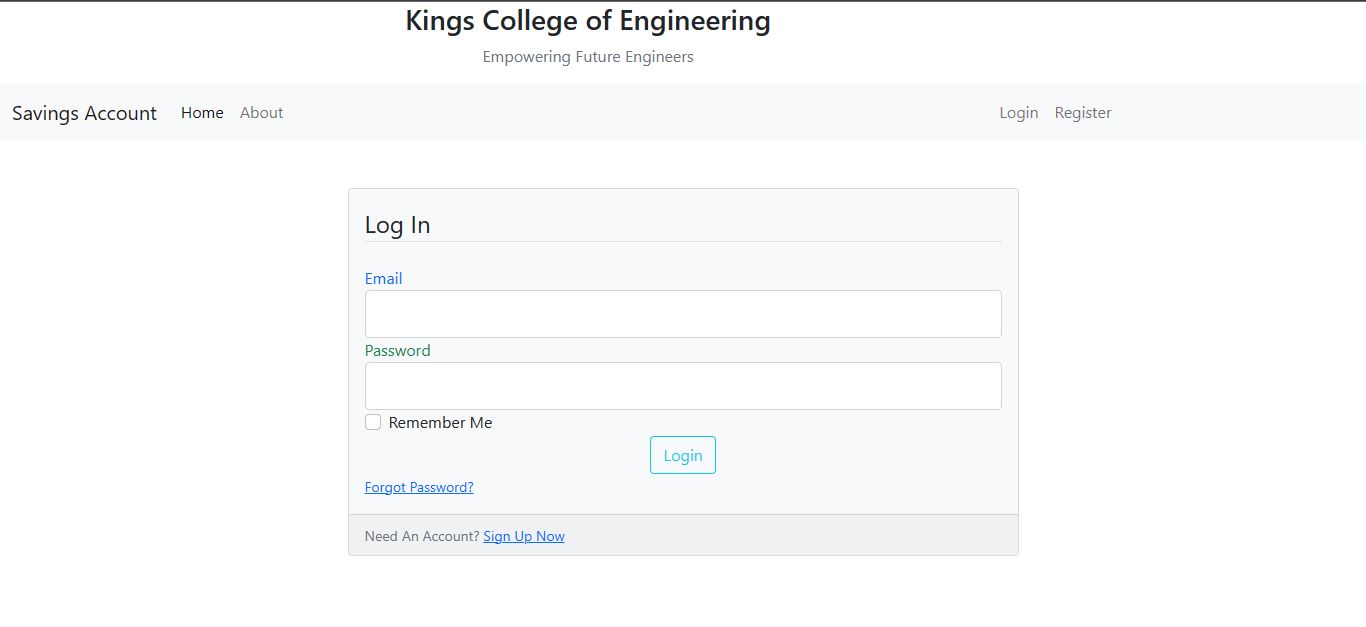 Kings College of Engineering
Empowering Future Engineers
Savings Account Home About Login Register
Log In
Email
Password
Remember Me
Login
Forgot Password?
Need An Account? Sign Up Now